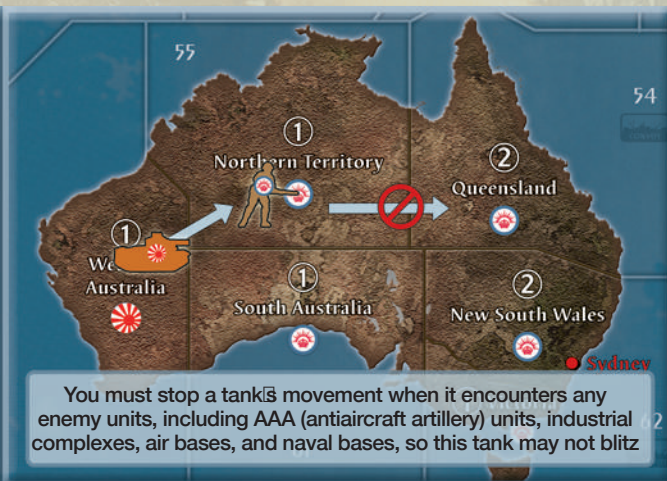 55
54
1
Northern Territory
2
Queensland
1
Australia
1
South Australia
2
New South Wales
Sydney
You must stop a tank's movement when it encounters any
enemy units, including AAA (antiaircraft artillery) units, industrial
complexes, air bases, and naval bases, so this tank may not blitz
62